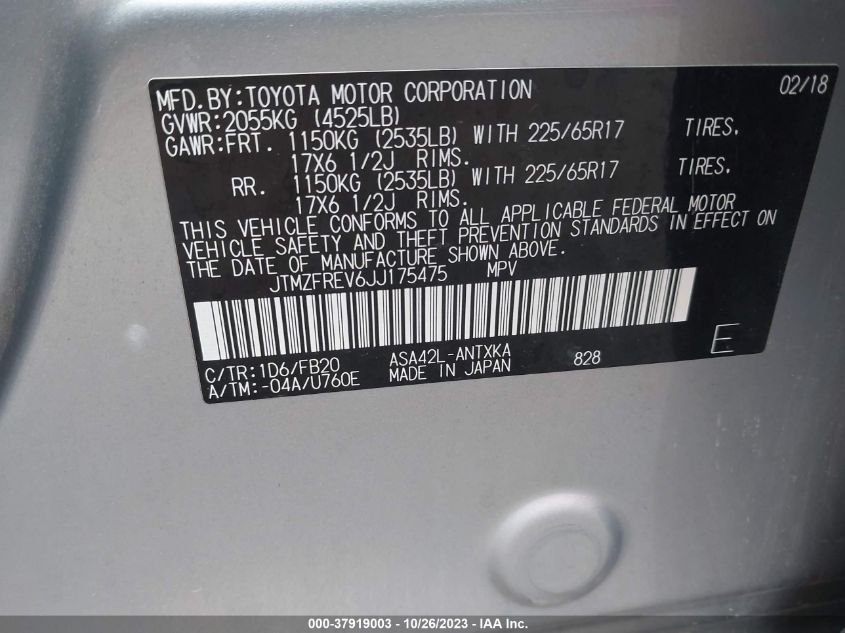 MFD. BY: TOYOTA MOTOR CORPORATION 02/18
GVWR: 2055KG (4525LB)
GAWR: FRT. 1150KG (2535LB) WITH 225/65R17 TIRES,
17X6 1/2J RIMS.
RR. 1150KG (2535LB) WITH 225/65R17 TIRES,
17X6 1/2J RIMS.
THIS VEHICLE CONFORMS TO ALL APPLICABLE FEDERAL MOTOR
VEHICLE SAFETY AND THEFT PREVENTION STANDARDS IN EFFECT ON
THE DATE OF MANUFACTURE SHOWN ABOVE.
JTMZFREV6JJ175475 MPV
C/TR: 1D6/FB20 ASA42L-ANTXKA
A/TM: -04A/U760E MADE IN JAPAN 828 E
000-37919003 - 10/26/2023 - IAA Inc.